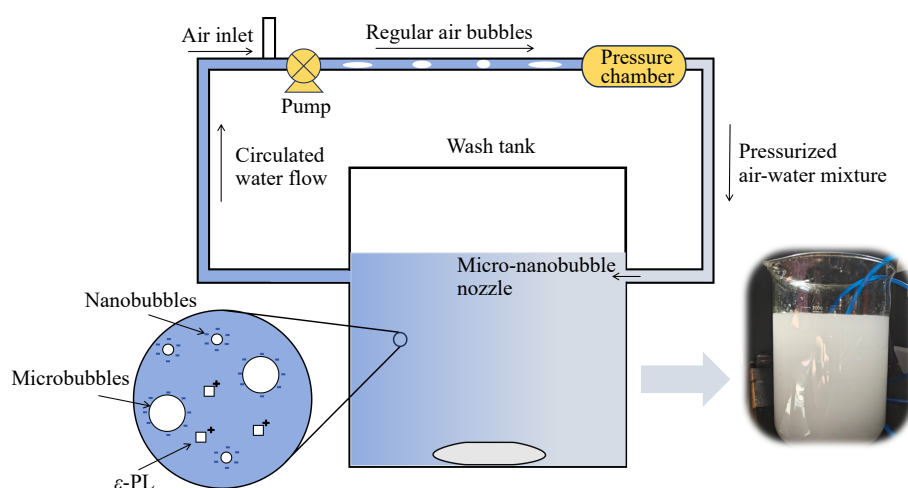 Air inlet
Regular air bubbles
Pump
Pressure
chamber
Circulated
water flow
Wash tank
Pressurized
air-water mixture
Micro-nanobubble
nozzle
Nanobubbles
Microbubbles
ε-PL